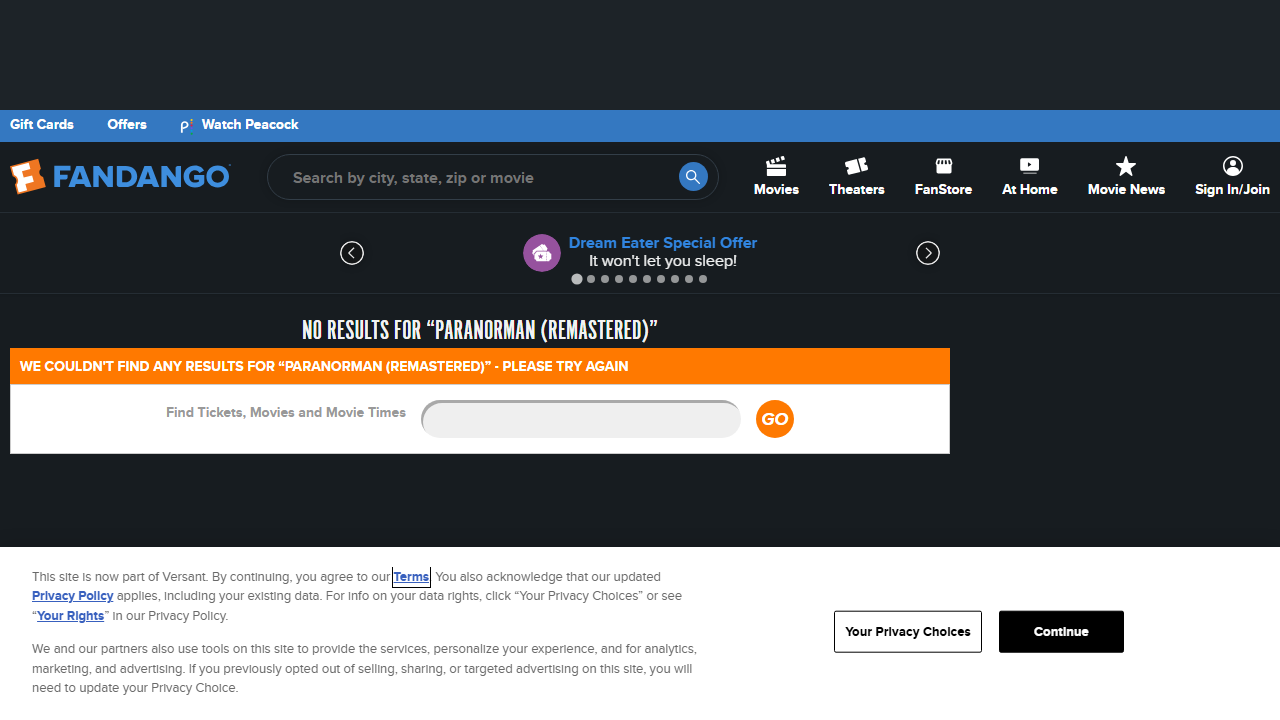 Gift Cards
Offers
Watch Peacock
FANDANGO
Search by city, state, zip or movie
Movies
Theaters
FanStore
At Home
Movie News
Sign In/Join
Dream Eater Special Offer
It won't let you sleep!
NO RESULTS FOR “PARANORMAN (REMASTERED)”
WE COULDN'T FIND ANY RESULTS FOR “PARANORMAN (REMASTERED)” - PLEASE TRY AGAIN
Find Tickets, Movies and Movie Times
GO
This site is now part of Versant. By continuing, you agree to our Terms. You also acknowledge that our updated
Privacy Policy applies, including your existing data. For info on your data rights, click “Your Privacy Choices” or see
“Your Rights” in our Privacy Policy.
We and our partners also use tools on this site to provide the services, personalize your experience, and for analytics,
marketing, and advertising. If you previously opted out of selling, sharing, or targeted advertising on this site, you will
need to update your Privacy Choice.
Your Privacy Choices
Continue